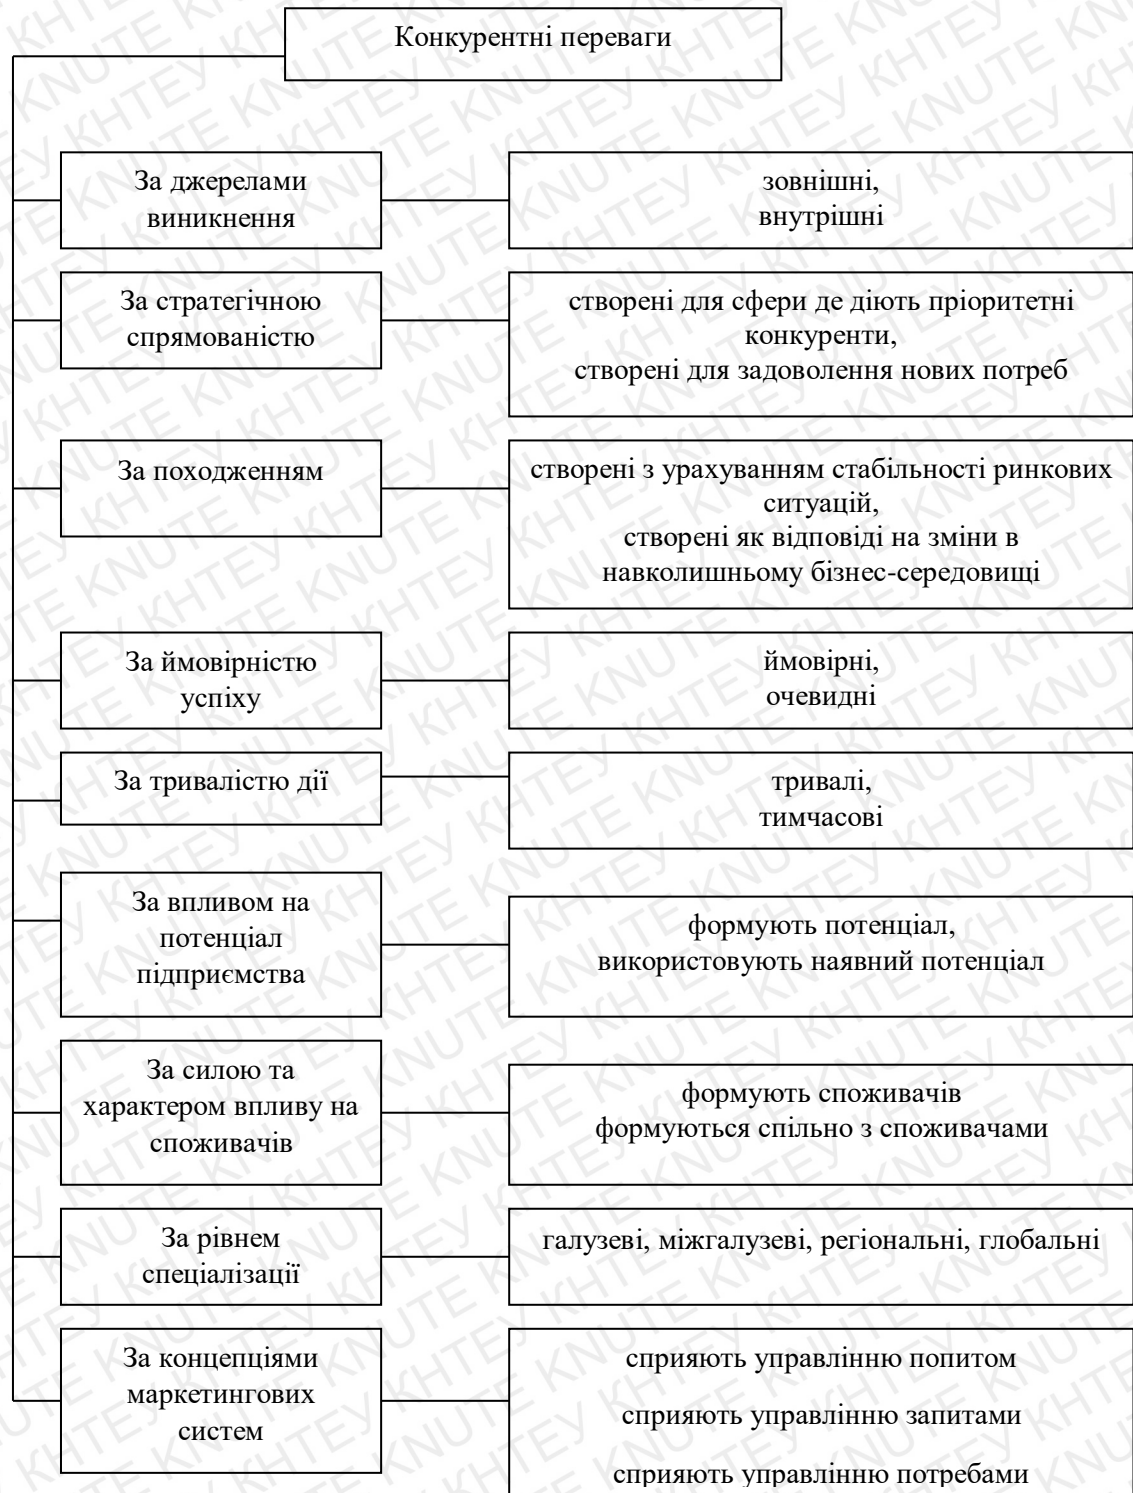 Конкурентні переваги
За джерелами
виникнення
зовнішні,
внутрішні
За стратегічною
спрямованістю
створені для сфери де діють пріоритетні
конкуренти,
створені для задоволення нових потреб
За походженням
створені з урахуванням стабільності ринкових
ситуацій,
створені як відповіді на зміни в
навколишньому бізнес-середовищі
За ймовірністю
успіху
ймовірні,
очевидні
За тривалістю дії
тривалі,
тимчасові
За впливом на
потенціал
підприємства
формують потенціал,
використовують наявний потенціал
За силою та
характером впливу на
споживачів
формують споживачів
формуються спільно з споживачами
За рівнем
спеціалізації
галузеві, міжгалузеві, регіональні, глобальні
За концепціями
маркетингових
систем
сприяють управлінню попитом
сприяють управлінню запитами
сприяють управлінню потребами